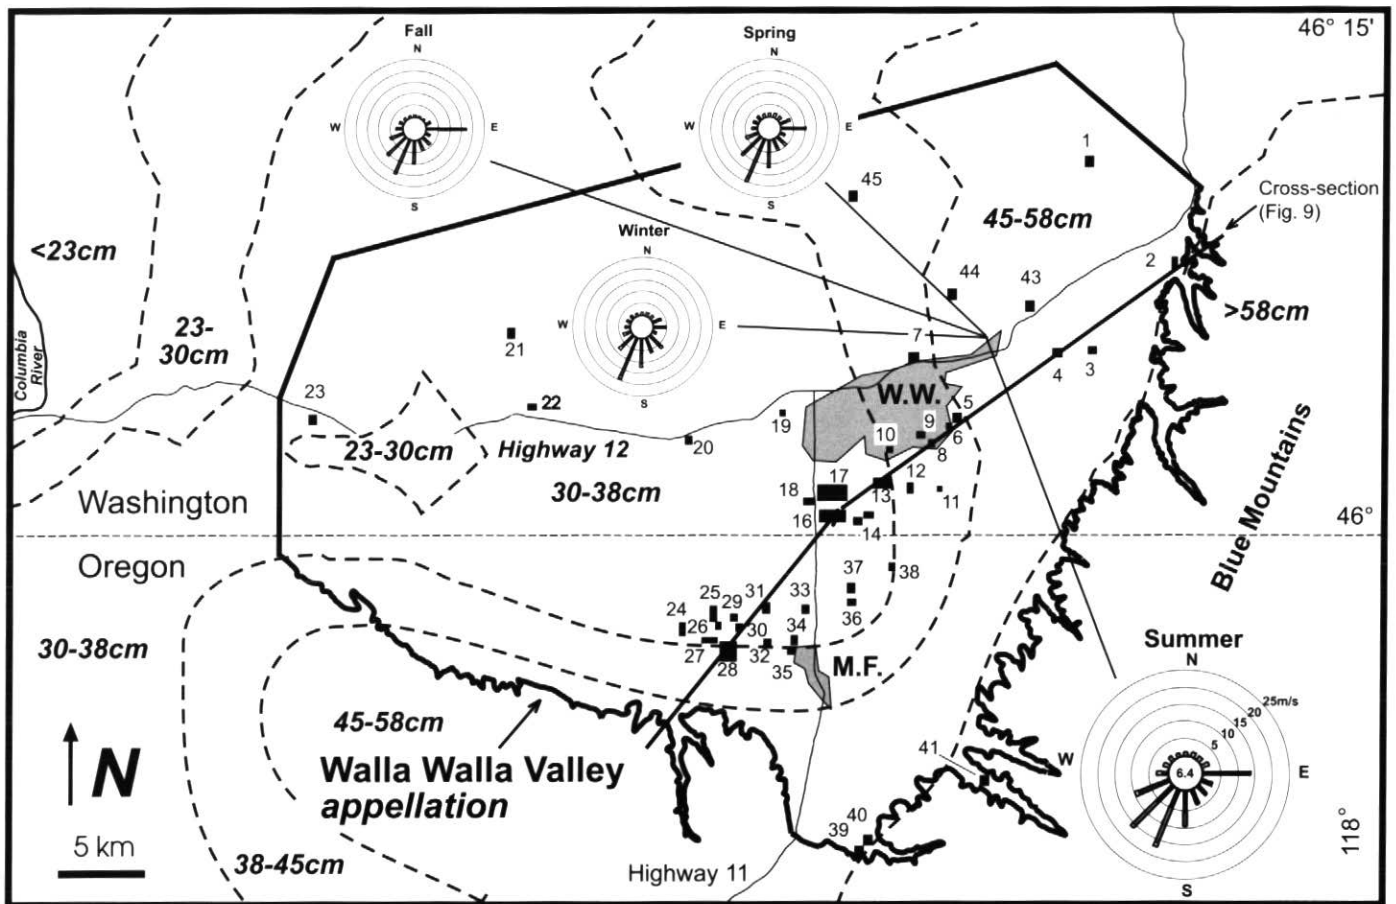 46° 15'
Fall
N
W
E
S
Spring
N
W
E
S
1
45
Cross-section
(Fig. 9)
45-58cm
<23cm
Winter
N
W
E
S
2
44
43
>58cm
Columbia
River
23-
30cm
21
7
4
3
23
22
W.W.
5
19
20
10
9
6
8
23-30cm
Highway 12
30-38cm
17
12
18
13
11
Washington
16
14
46°
Oregon
Blue Mountains
37
38
25
29
31
33
24
26
30
34
36
30-38cm
27
28
32
35
M.F.
Summer
N
25m/s
20
15
10
5
W
6.4
E
S
45-58cm
41
N
Walla Walla Valley
appellation
5 km
40
39
38-45cm
Highway 11
118°